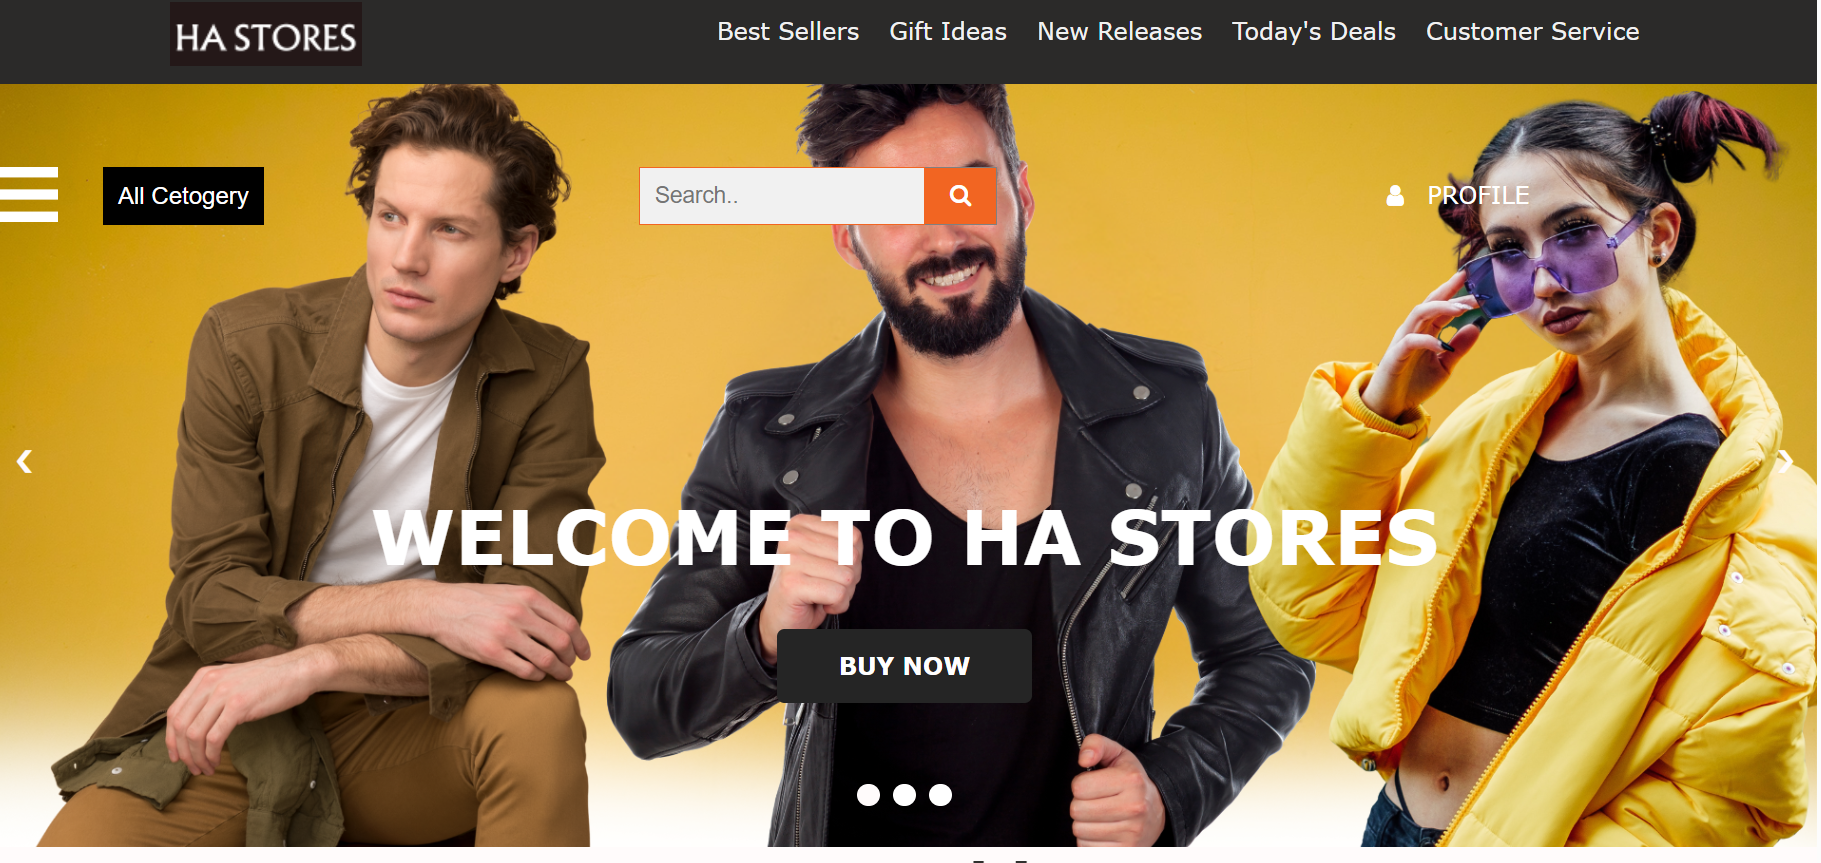 HA STORES
Best Sellers Gift Ideas New Releases Today's Deals Customer Service
All Cetogery
Search..
PROFILE
WELCOME TO HA STORES
BUY NOW